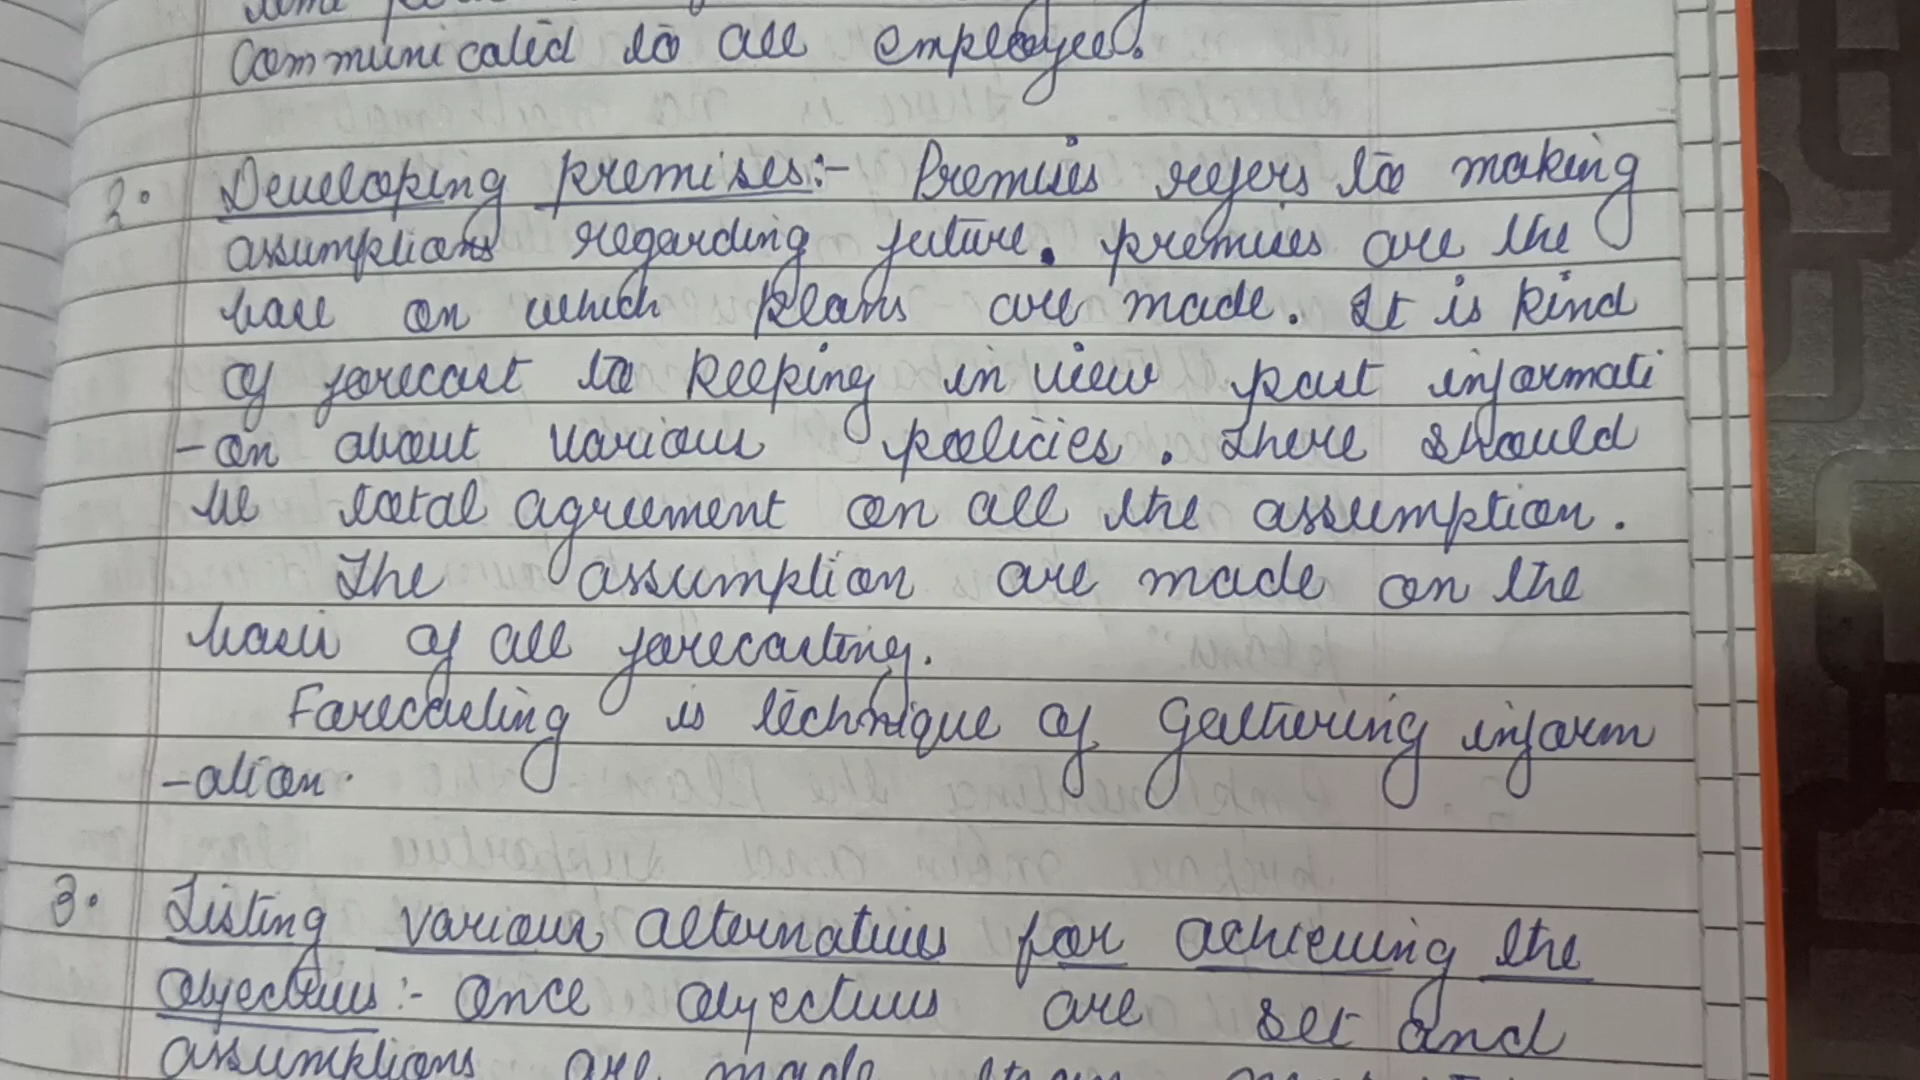 communicated to all employee.
2. Developing premises:- Premises refers to making
assumptions regarding future. premises are the
base on which plans are made. It is kind
of forecast to keeping in view past informati
-on about various policies. There should
be total agreement on all the assumption.
The assumption are made on the
basis of all forecasting.
Forecasting is technique of gathering inform
-ation.
3. Listing various alternatives for achieving the
objectives:- once objectives are set and
assumptions are made